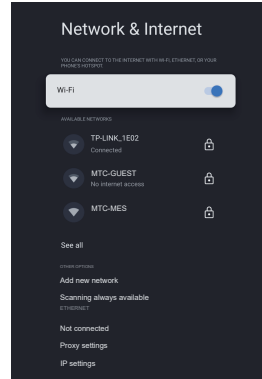 Network & Internet
YOU CAN CONNECT TO THE INTERNET WITH WI-FI, ETHERNET, OR YOUR
PHONE'S HOTSPOT.
Wi-Fi
AVAILABLE NETWORKS
TP-LINK_1E02
Connected
MTC-GUEST
No internet access
MTC-MES
See all
OTHER OPTIONS
Add new network
Scanning always available
ETHERNET
Not connected
Proxy settings
IP settings